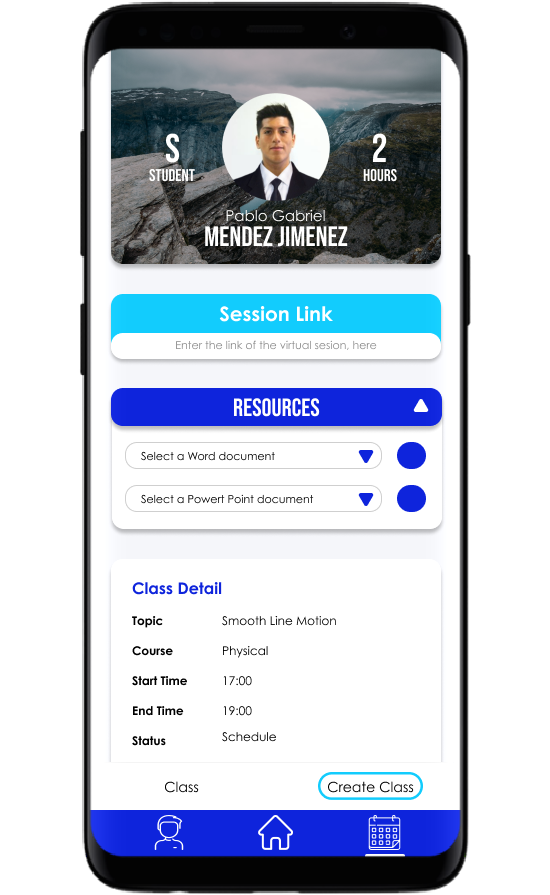 S
STUDENT
2
HOURS
Pablo Gabriel
MENDEZ JIMENEZ
Session Link
Enter the link of the virtual sesion, here
RESOURCES
Select a Word document
Select a Powert Point document
Class Detail
Topic Smooth Line Motion
Course Physical
Start Time 17:00
End Time 19:00
Status Schedule
Class Create Class